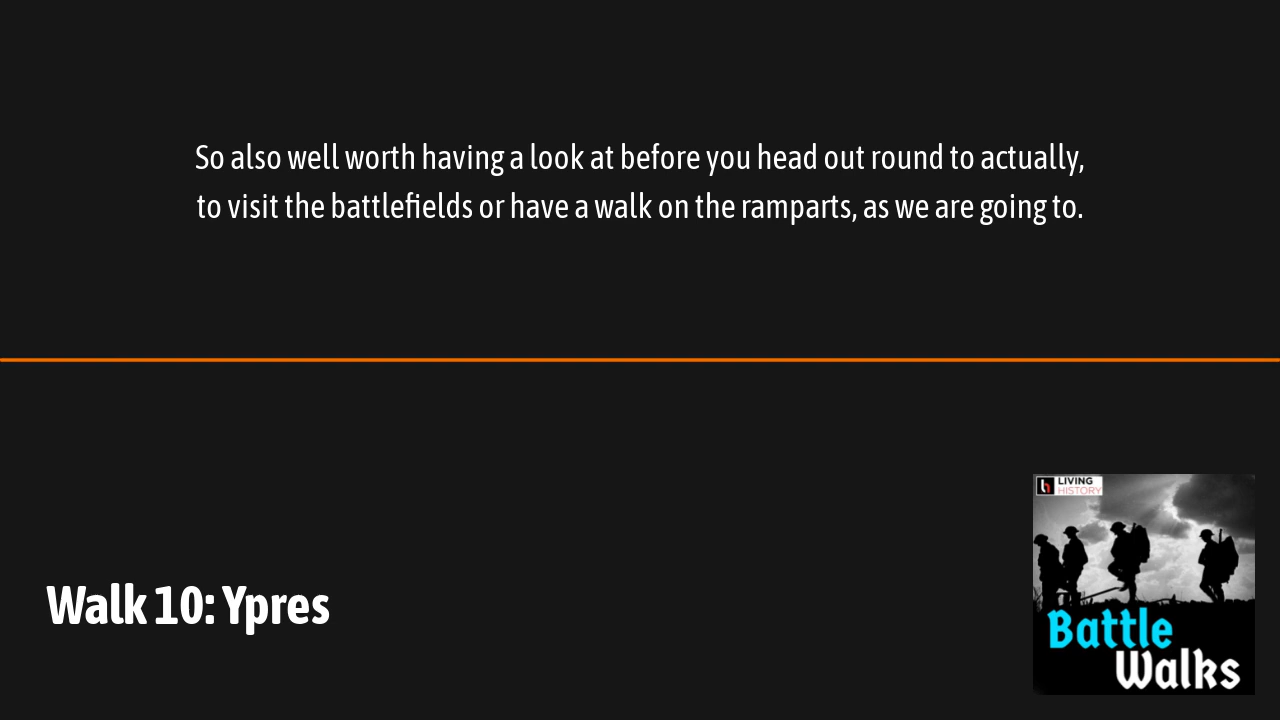 So also well worth having a look at before you head out round to actually,
to visit the battlefields or have a walk on the ramparts, as we are going to.
Walk 10: Ypres
LIVING
HISTORY
Battle
Walks